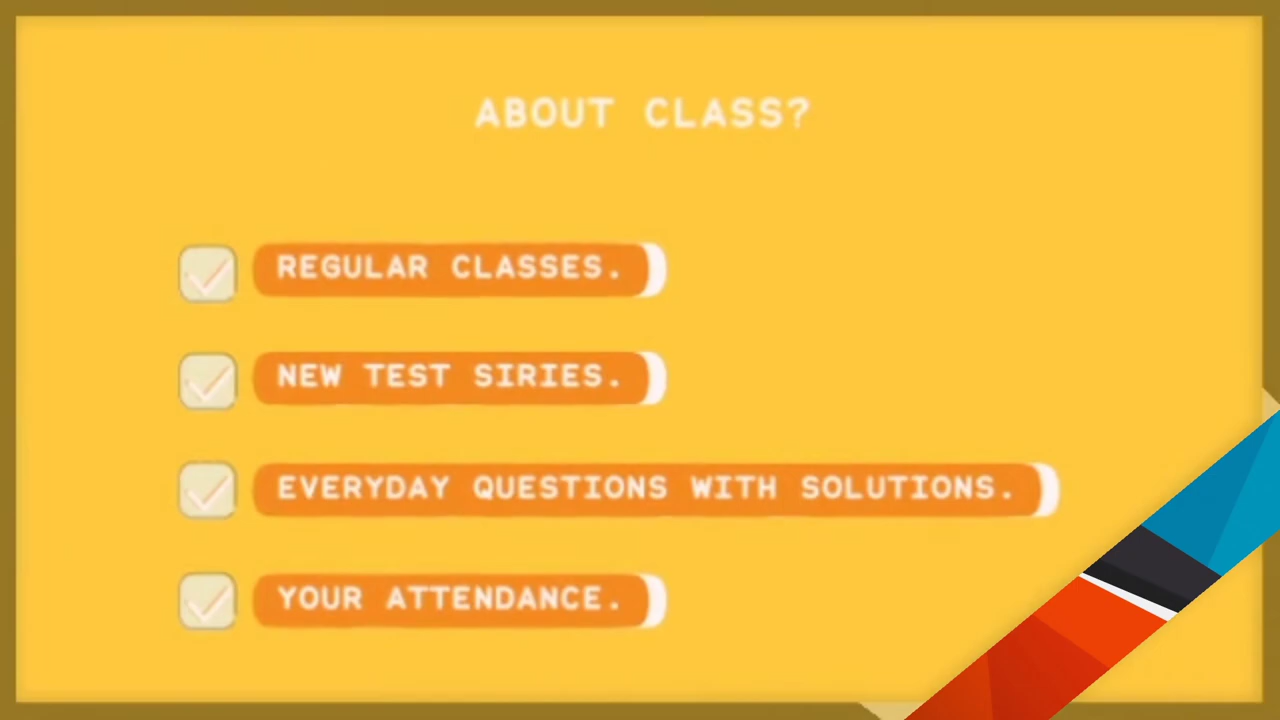 ABOUT CLASS?
REGULAR CLASSES.
NEW TEST SIRIES.
EVERYDAY QUESTIONS WITH SOLUTIONS.
YOUR ATTENDANCE.